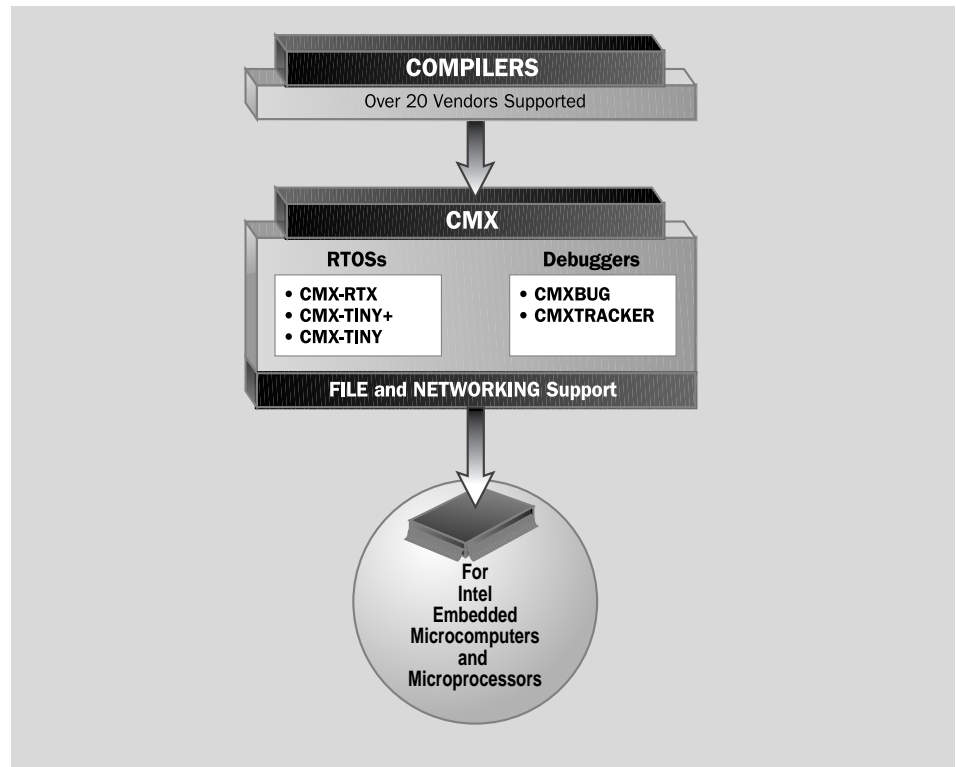 COMPILERS
Over 20 Vendors Supported
CMX
RTOSs
• CMX-RTX
• CMX-TINY+
• CMX-TINY
Debuggers
• CMXBUG
• CMXTRACKER
FILE and NETWORKING Support
For
Intel
Embedded
Microcomputers
and
Microprocessors